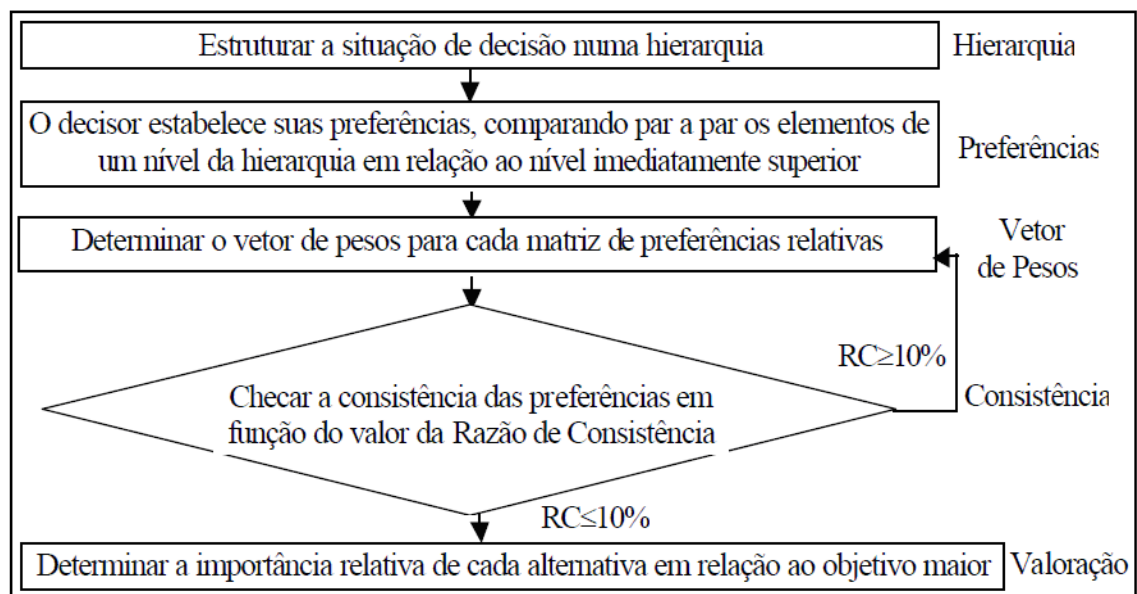 Estruturar a situação de decisão numa hierarquia
Hierarquia
O decisor estabelece suas preferências, comparando par a par os elementos de
um nível da hierarquia em relação ao nível imediatamente superior
Preferências
Determinar o vetor de pesos para cada matriz de preferências relativas
Vetor
de Pesos
RC≥10%
Checar a consistência das preferências em
função do valor da Razão de Consistência
Consistência
RC≤10%
Determinar a importância relativa de cada alternativa em relação ao objetivo maior
Valoração